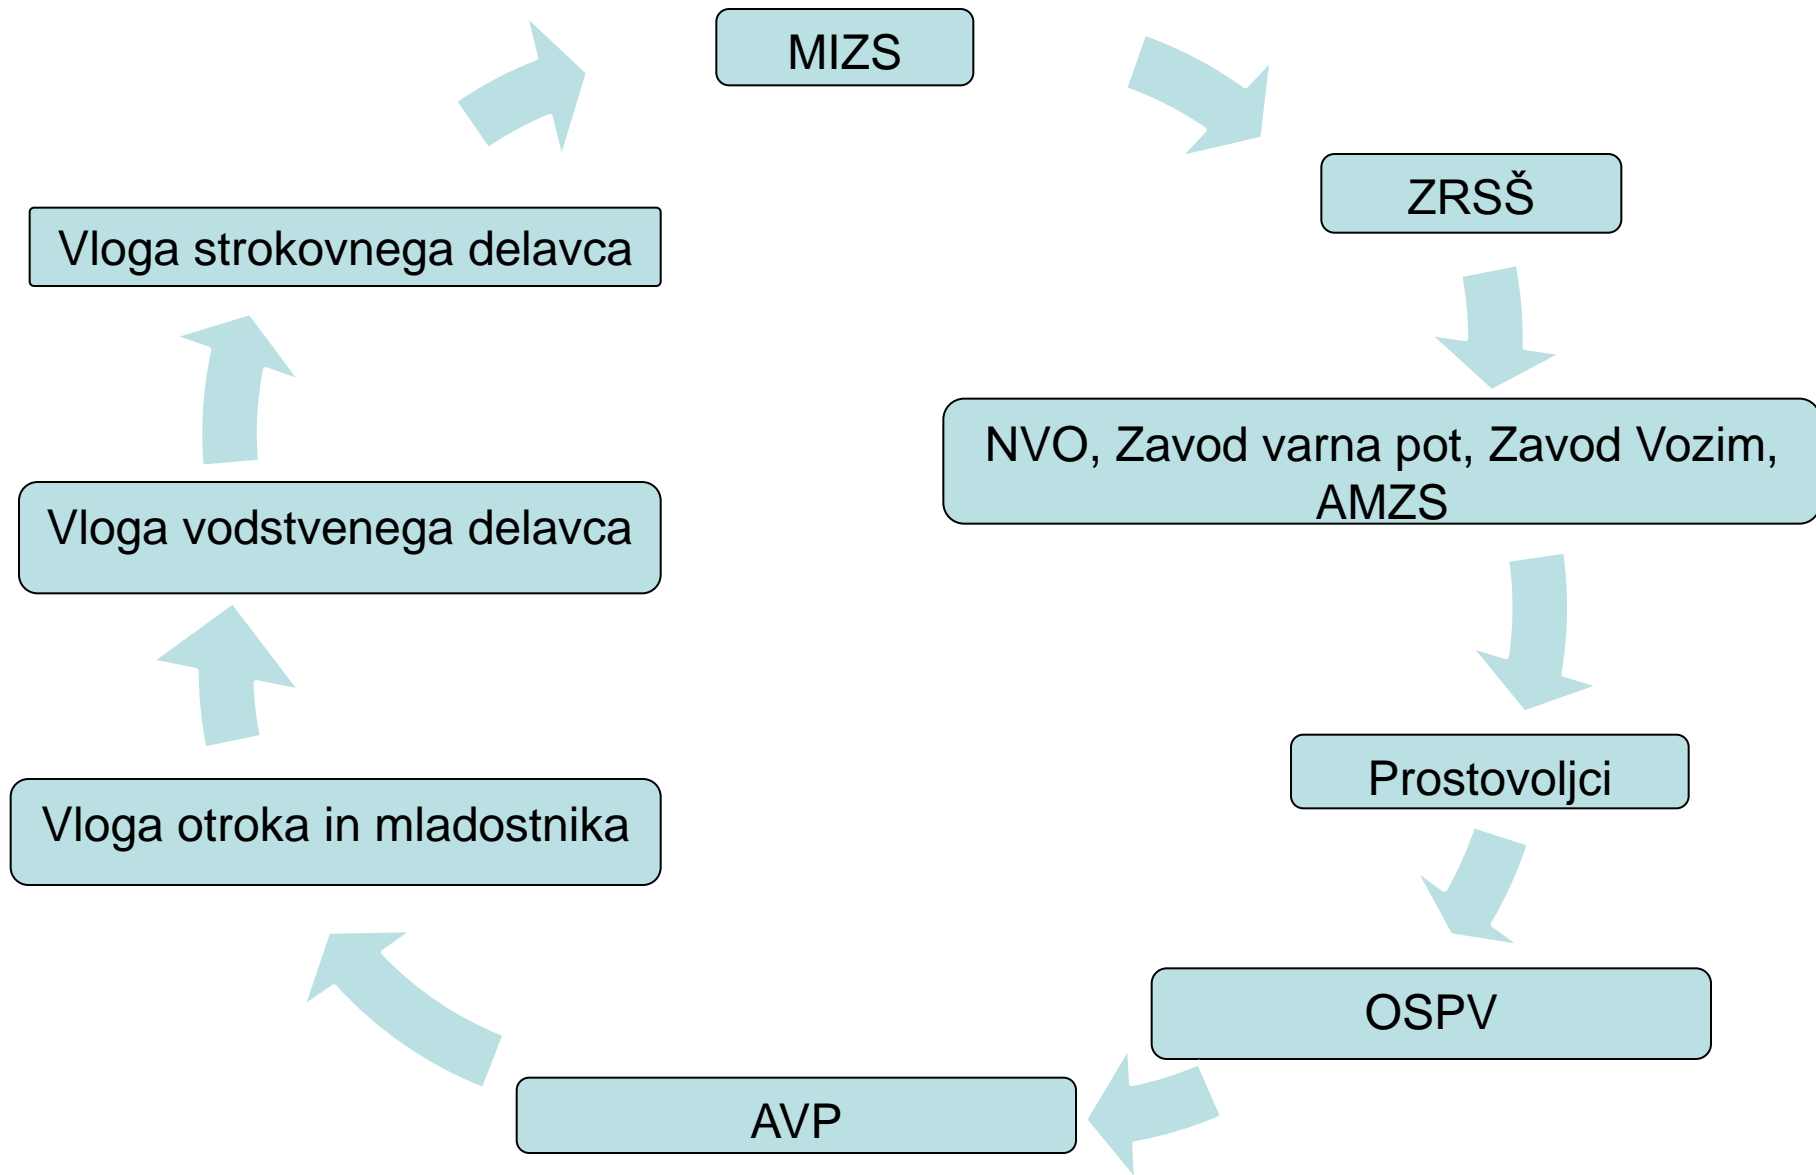 MIZS
ZRSŠ
NVO, Zavod varna pot, Zavod Vozim,
AMZS
Prostovoljci
OSPV
AVP
Vloga otroka in mladostnika
Vloga vodstvenega delavca
Vloga strokovnega delavca